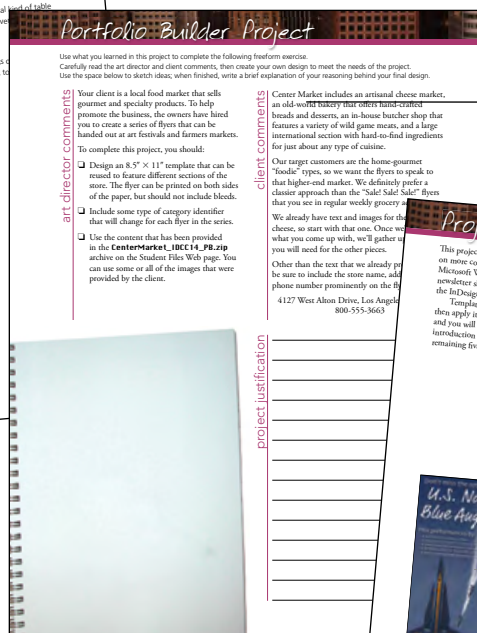 al kind of table
Portfolio Builder Project
Use what you learned in this project to complete the following freeform exercise.
Carefully read the art director and client comments, then create your own design to meet the needs of the project.
Use the space below to sketch ideas; when finished, write a brief explanation of your reasoning behind your final design.
art director comments
Your client is a local food market that sells
gourmet and specialty products. To help
promote the business, the owners have hired
you to create a series of flyers that can be
handed out at art festivals and farmers markets.
To complete this project, you should:
❑ Design an 8.5″ × 11″ template that can be
reused to feature different sections of the
store. The flyer can be printed on both sides
of the paper, but should not include bleeds.
❑ Include some type of category identifier
that will change for each flyer in the series.
❑ Use the content that has been provided
in the CenterMarket_IDCC14_PB.zip
archive on the Student Files Web page. You
can use some or all of the images that were
provided by the client.
client comments
Center Market includes an artisanal cheese market,
an old-world bakery that offers hand-crafted
breads and desserts, an in-house butcher shop that
features a variety of wild game meats, and a large
international section with hard-to-find ingredients
for just about any type of cuisine.
Our target customers are the home-gourmet
“foodie” types, so we want the flyers to speak to
that higher-end market. We definitely prefer a
classier approach than the “Sale! Sale! Sale!” flyers
that you see in regular weekly grocery a
We already have text and images for the
cheese, so start with that one. Once we
what you come up with, we’ll gather u
you will need for the other pieces.
Other than the text that we already pr
be sure to include the store name, add
phone number prominently on the fl
4127 West Alton Drive, Los Angele
800-555-3663
project justification
Proj
This projec
on more co
Microsoft W
newsletter s
the InDesig
Templat
then apply it
and you will
introduction
remaining fiv
U.S. Na
Blue Ang